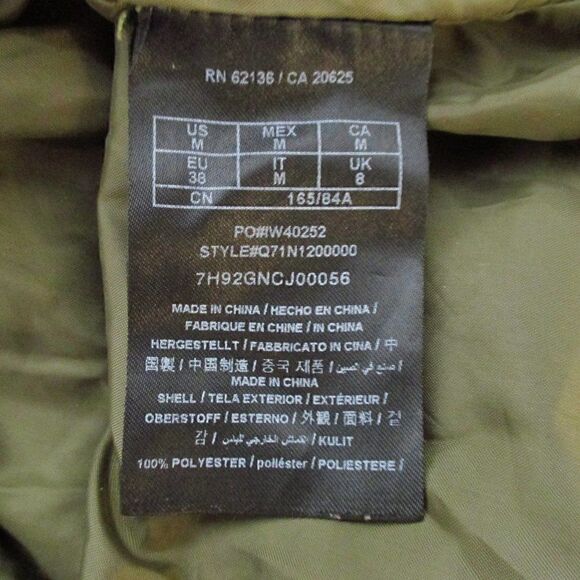 RN 62136 / CA 20625
US MEX CA
M M M
EU IT UK
38 M 8
CN 165/84A
PO#IW40252
STYLE#Q71N1200000
7H92GNCJ00056
MADE IN CHINA / HECHO EN CHINA /
FABRIQUE EN CHINE / IN CHINA
HERGESTELLT / FABBRICATO IN CINA / 中
国製 / 中国制造 / 중국 제품 / صنع في الصين /
MADE IN CHINA
SHELL / TELA EXTERIOR / EXTÉRIEUR /
OBERSTOFF / ESTERNO / 外観 / 面料 / 겉
감 / القماش الخارجي للملابس / KULIT
100% POLYESTER / poliéster / POLIESTERE /